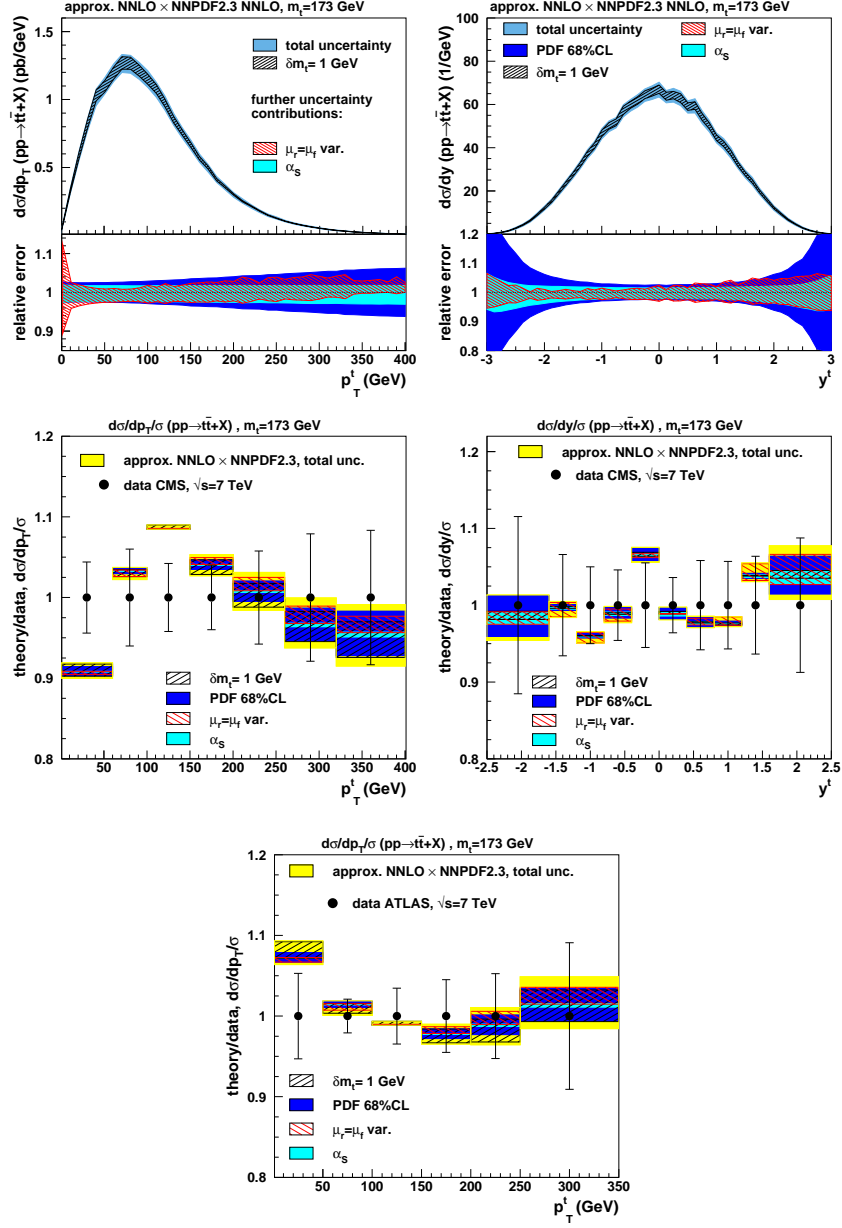 approx. NNLO × NNPDF2.3 NNLO, m_t=173 GeV
dσ/dp_T (pp→tt̄+X) (pb/GeV)
1.5
1
0.5
total uncertainty
δm_t= 1 GeV
further uncertainty
contributions:
μ_r=μ_f var.
α_S
relative error
1.1
1
0.9
0 50 100 150 200 250 300 350 400
p_T^t (GeV)
approx. NNLO × NNPDF2.3 NNLO, m_t=173 GeV
dσ/dy (pp→tt̄+X) (1/GeV)
100
80
60
40
20
total uncertainty
μ_r=μ_f var.
PDF 68%CL
α_S
δm_t= 1 GeV
relative error
1.2
1.1
1
0.9
0.8
-3 -2 -1 0 1 2 3
y^t
dσ/dp_T/σ (pp→tt̄+X) , m_t=173 GeV
theory/data, dσ/dp_T/σ
1.2
1.1
1
0.9
0.8
approx. NNLO × NNPDF2.3, total unc.
data CMS, √s=7 TeV
δm_t= 1 GeV
PDF 68%CL
μ_r=μ_f var.
α_S
0 50 100 150 200 250 300 350 400
p_T^t (GeV)
dσ/dy/σ (pp→tt̄+X) , m_t=173 GeV
theory/data, dσ/dy/σ
1.2
1.1
1
0.9
0.8
approx. NNLO × NNPDF2.3, total unc.
data CMS, √s=7 TeV
δm_t= 1 GeV
PDF 68%CL
μ_r=μ_f var.
α_S
-2.5 -2 -1.5 -1 -0.5 0 0.5 1 1.5 2 2.5
y^t
dσ/dp_T/σ (pp→tt̄+X) , m_t=173 GeV
theory/data, dσ/dp_T/σ
1.2
1.1
1
0.9
0.8
approx. NNLO × NNPDF2.3, total unc.
data ATLAS, √s=7 TeV
δm_t= 1 GeV
PDF 68%CL
μ_r=μ_f var.
α_S
50 100 150 200 250 300 350
p_T^t (GeV)